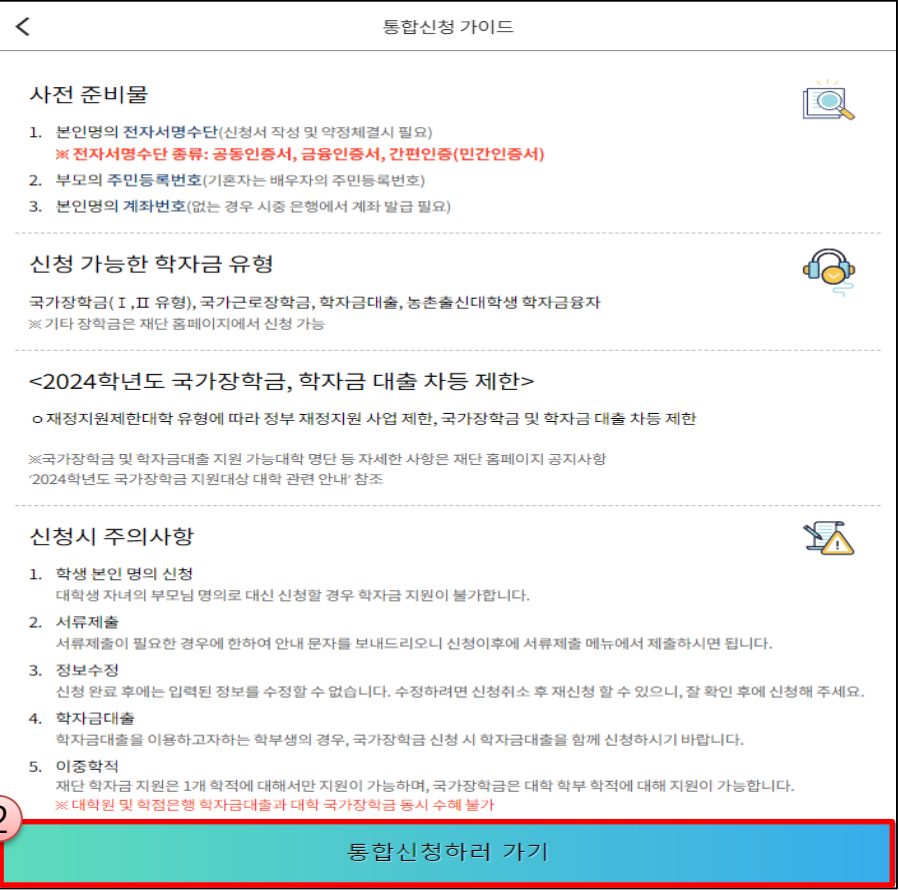 통합신청 가이드
사전 준비물
1. 본인명의 전자서명수단(신청서 작성 및 약정체결시 필요)
※ 전자서명수단 종류: 공동인증서, 금융인증서, 간편인증(민간인증서)
2. 부모의 주민등록번호(기혼자는 배우자의 주민등록번호)
3. 본인명의 계좌번호(없는 경우 시중 은행에서 계좌 발급 필요)
신청 가능한 학자금 유형
국가장학금(Ⅰ,Ⅱ 유형), 국가근로장학금, 학자금대출, 농촌출신대학생 학자금융자
※ 기타 장학금은 재단 홈페이지에서 신청 가능
<2024학년도 국가장학금, 학자금 대출 차등 제한>
ㅇ재정지원제한대학 유형에 따라 정부 재정지원 사업 제한, 국가장학금 및 학자금 대출 차등 제한
※국가장학금 및 학자금대출 지원 가능대학 명단 등 자세한 사항은 재단 홈페이지 공지사항
'2024학년도 국가장학금 지원대상 대학 관련 안내' 참조
신청시 주의사항
1. 학생 본인 명의 신청
대학생 자녀의 부모님 명의로 대신 신청할 경우 학자금 지원이 불가합니다.
2. 서류제출
서류제출이 필요한 경우에 한하여 안내 문자를 보내드리오니 신청이후에 서류제출 메뉴에서 제출하시면 됩니다.
3. 정보수정
신청 완료 후에는 입력된 정보를 수정할 수 없습니다. 수정하려면 신청취소 후 재신청 할 수 있으니, 잘 확인 후에 신청해 주세요.
4. 학자금대출
학자금대출을 이용하고자하는 학부생의 경우, 국가장학금 신청 시 학자금대출을 함께 신청하시기 바랍니다.
5. 이중학적
재단 학자금 지원은 1개 학적에 대해서만 지원이 가능하며, 국가장학금은 대학 학부 학적에 대해 지원이 가능합니다.
※ 대학원 및 학점은행 학자금대출과 대학 국가장학금 동시 수혜 불가
2
통합신청하러 가기